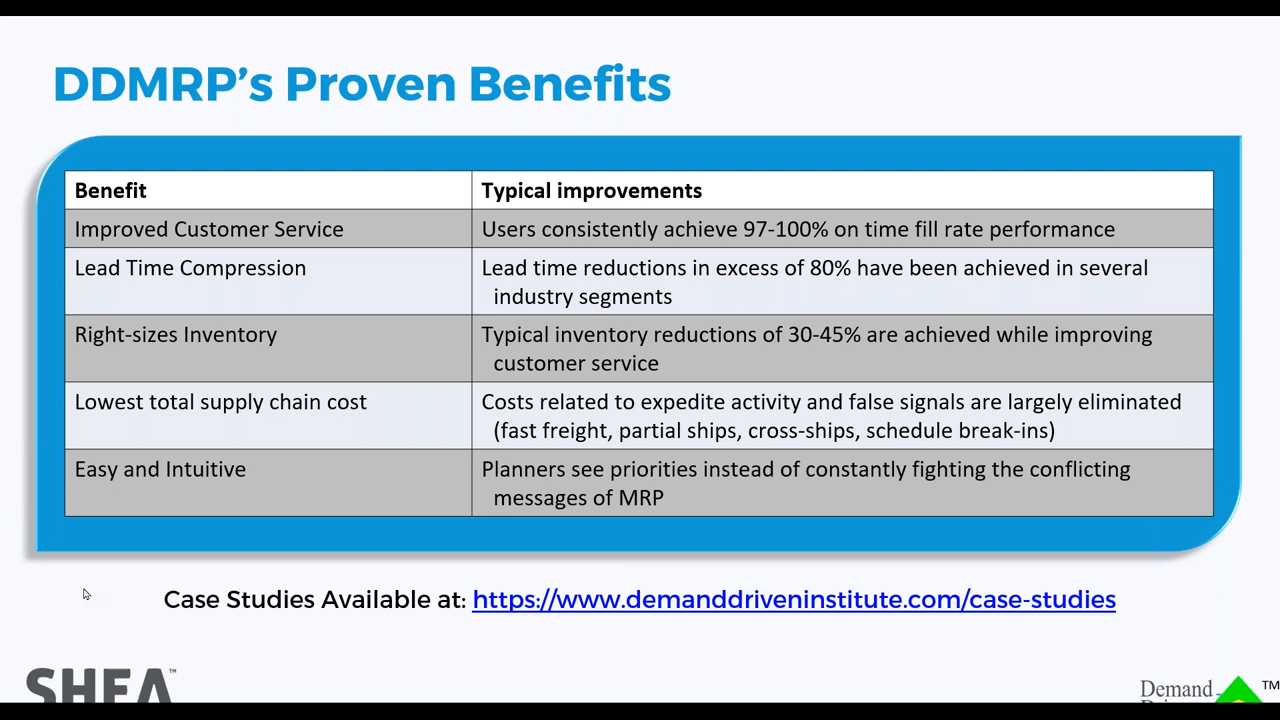 DDMRP's Proven Benefits
Benefit
Typical improvements
Improved Customer Service
Users consistently achieve 97-100% on time fill rate performance
Lead Time Compression
Lead time reductions in excess of 80% have been achieved in several
industry segments
Right-sizes Inventory
Typical inventory reductions of 30-45% are achieved while improving
customer service
Lowest total supply chain cost
Costs related to expedite activity and false signals are largely eliminated
(fast freight, partial ships, cross-ships, schedule break-ins)
Easy and Intuitive
Planners see priorities instead of constantly fighting the conflicting
messages of MRP
Case Studies Available at: https://www.demanddriveninstitute.com/case-studies
SHEA™
Demand
™